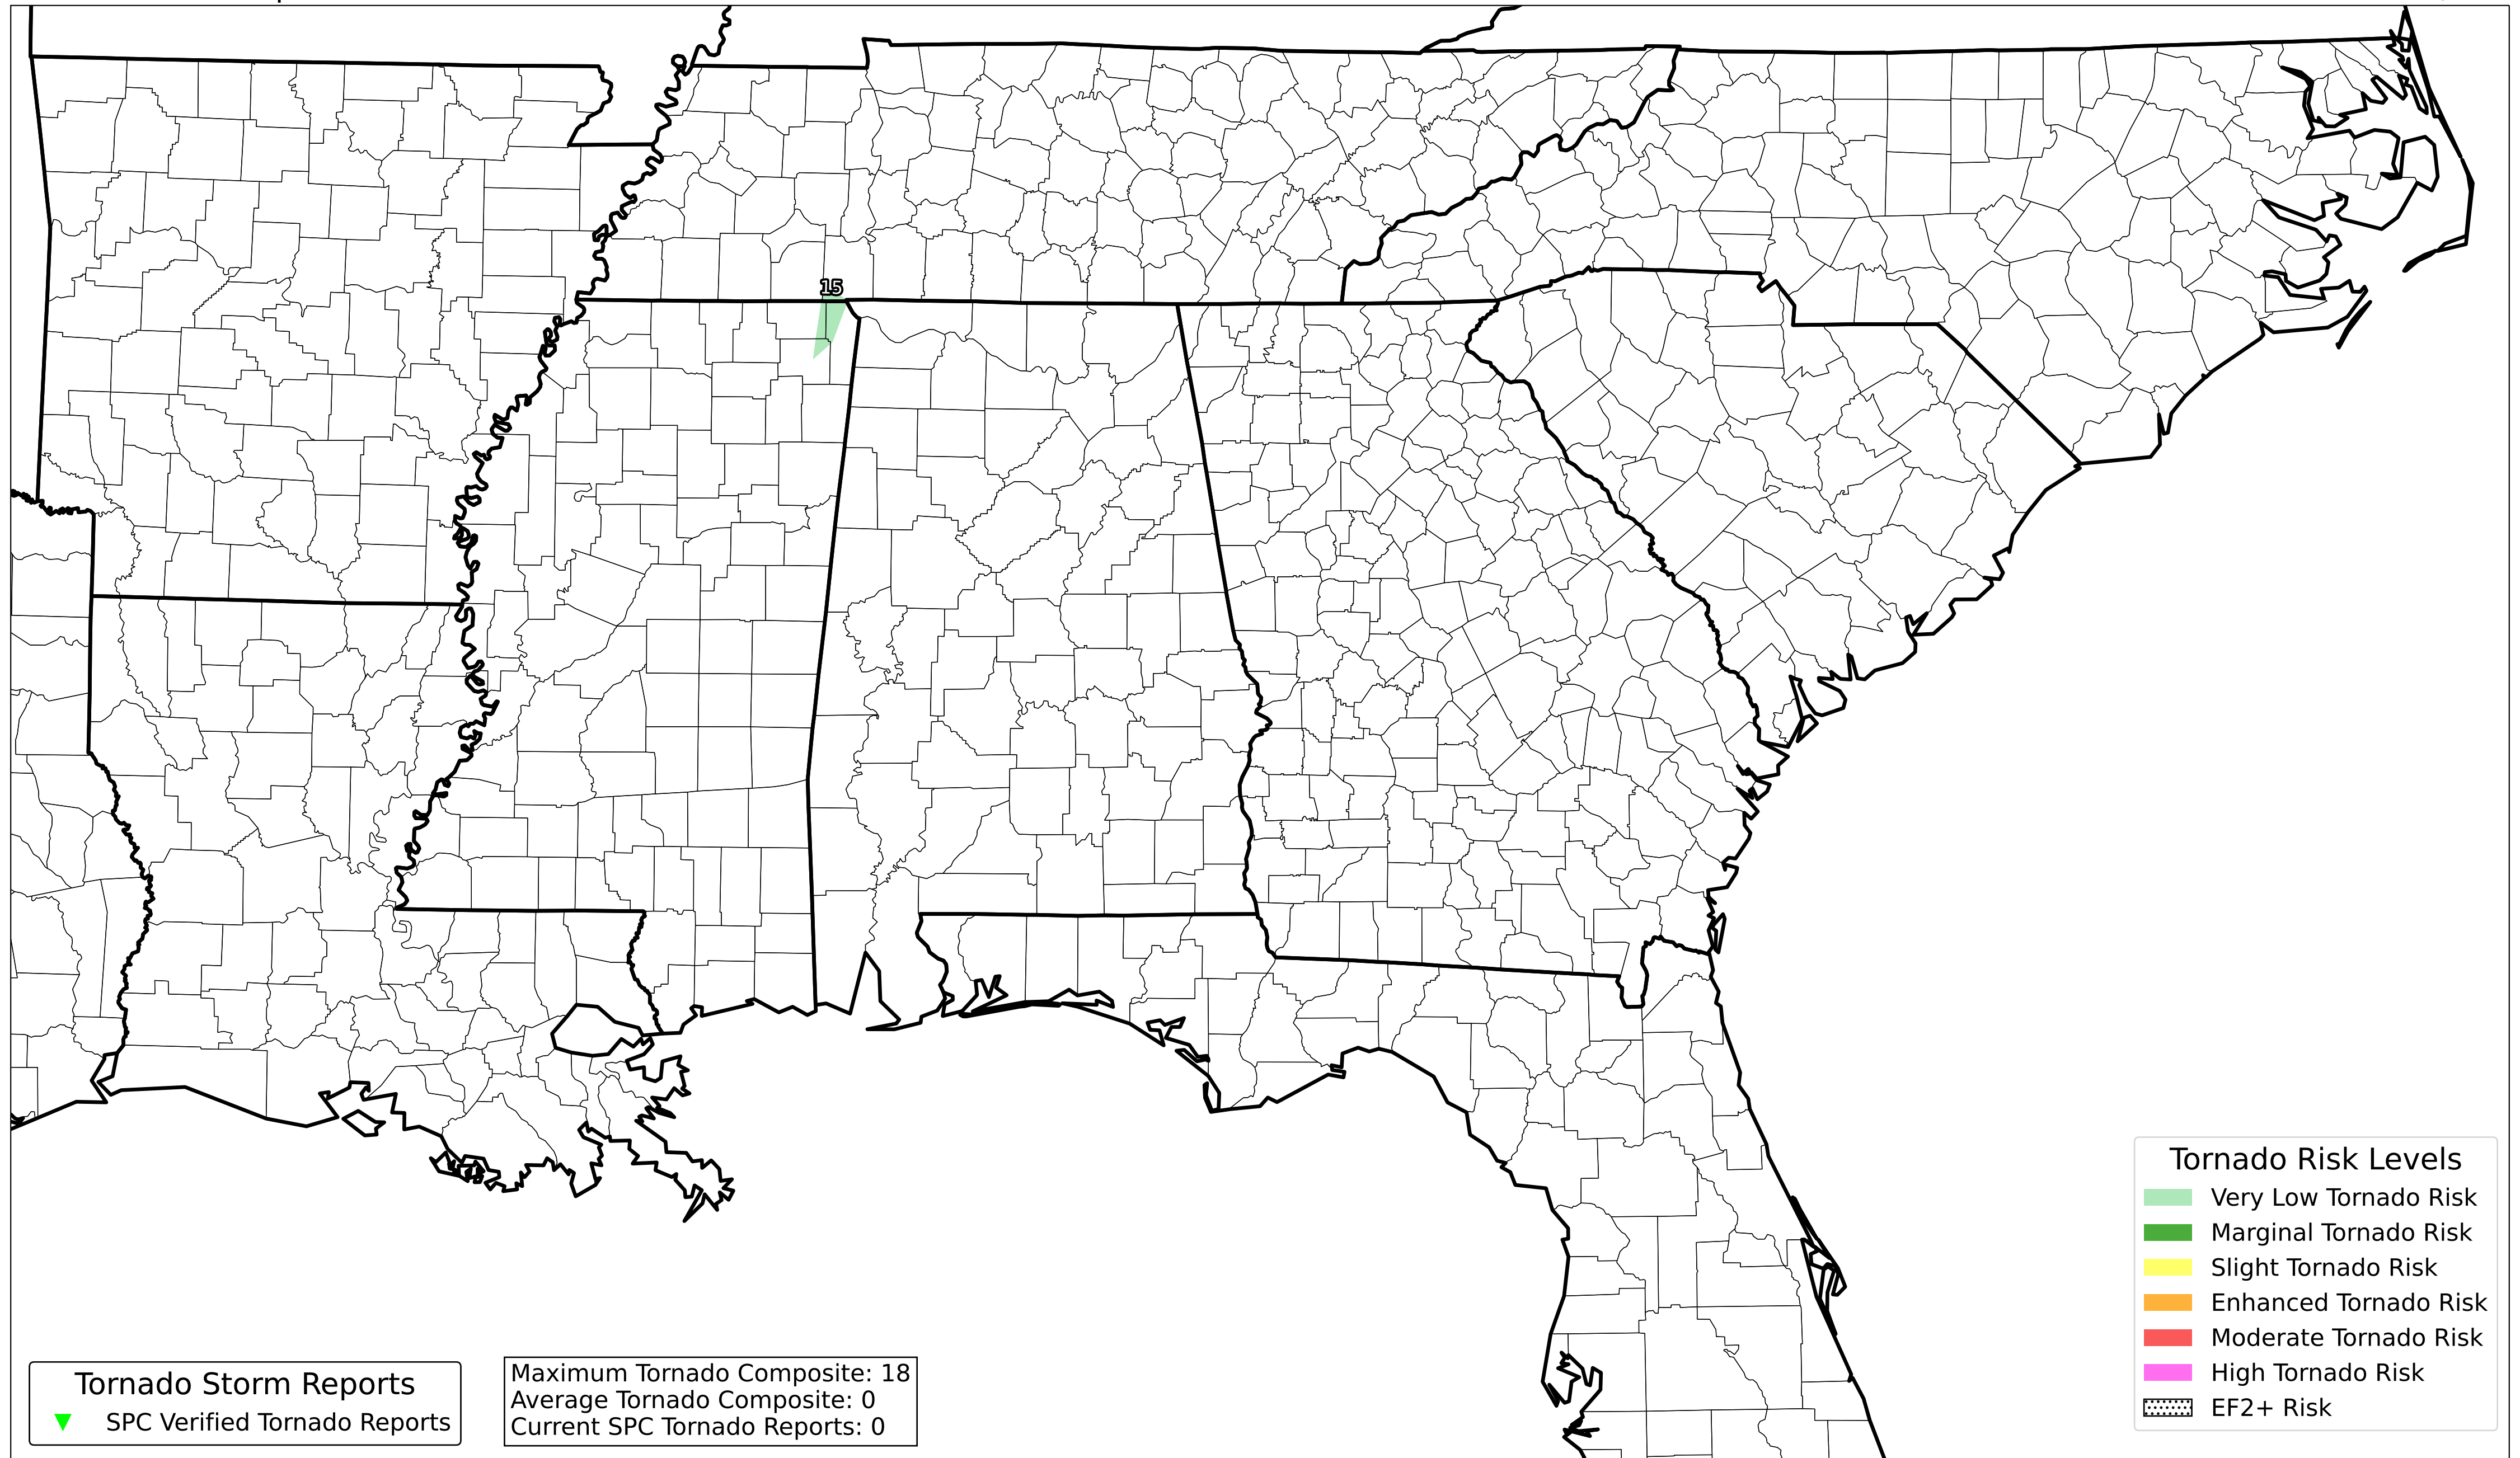 15
Tornado Risk Levels
Very Low Tornado Risk
Marginal Tornado Risk
Slight Tornado Risk
Enhanced Tornado Risk
Moderate Tornado Risk
High Tornado Risk
EF2+ Risk
Tornado Storm Reports
SPC Verified Tornado Reports
Maximum Tornado Composite: 18
Average Tornado Composite: 0
Current SPC Tornado Reports: 0